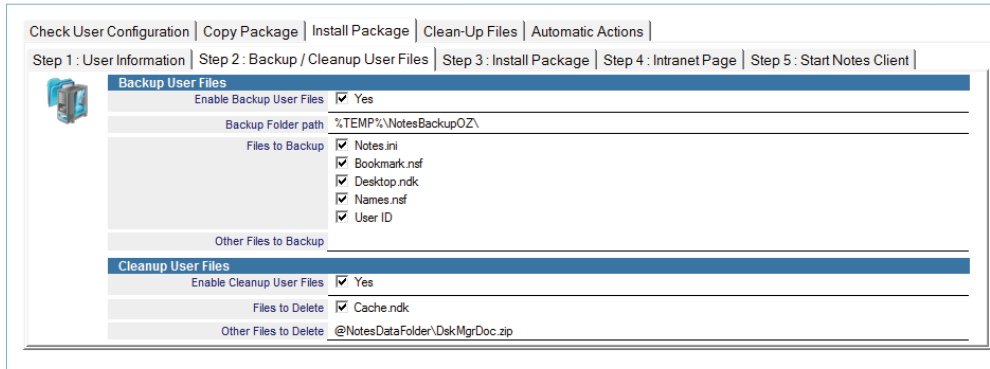 Check User Configuration | Copy Package | Install Package | Clean-Up Files | Automatic Actions |
Step 1 : User Information | Step 2 : Backup / Cleanup User Files | Step 3 : Install Package | Step 4 : Intranet Page | Step 5 : Start Notes Client |
Backup User Files
Enable Backup User Files Yes
Backup Folder path %TEMP%\NotesBackupOZ\
Files to Backup Notes.ini
Bookmark.nsf
Desktop.ndk
Names.nsf
User ID
Other Files to Backup
Cleanup User Files
Enable Cleanup User Files Yes
Files to Delete Cache.ndk
Other Files to Delete @NotesDataFolder\DskMgrDoc.zip